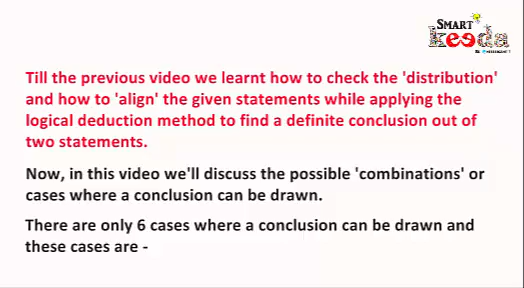 SMART
keeda
Till the previous video we learnt how to check the 'distribution'
and how to 'align' the given statements while applying the
logical deduction method to find a definite conclusion out of
two statements.
Now, in this video we'll discuss the possible 'combinations' or
cases where a conclusion can be drawn.
There are only 6 cases where a conclusion can be drawn and
these cases are -